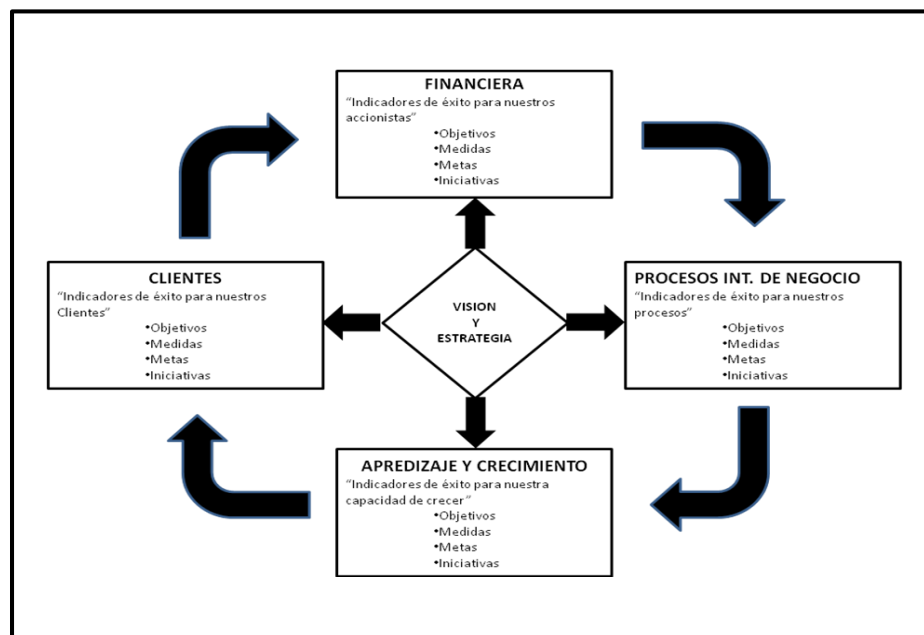 FINANCIERA
“Indicadores de éxito para nuestros
accionistas”
•Objetivos
•Medidas
•Metas
•Iniciativas
CLIENTES
“Indicadores de éxito para nuestros
Clientes”
•Objetivos
•Medidas
•Metas
•Iniciativas
VISION
Y
ESTRATEGIA
PROCESOS INT. DE NEGOCIO
“Indicadores de éxito para nuestros
procesos”
•Objetivos
•Medidas
•Metas
•Iniciativas
APREDIZAJE Y CRECIMIENTO
“Indicadores de éxito para nuestra
capacidad de crecer”
•Objetivos
•Medidas
•Metas
•Iniciativas